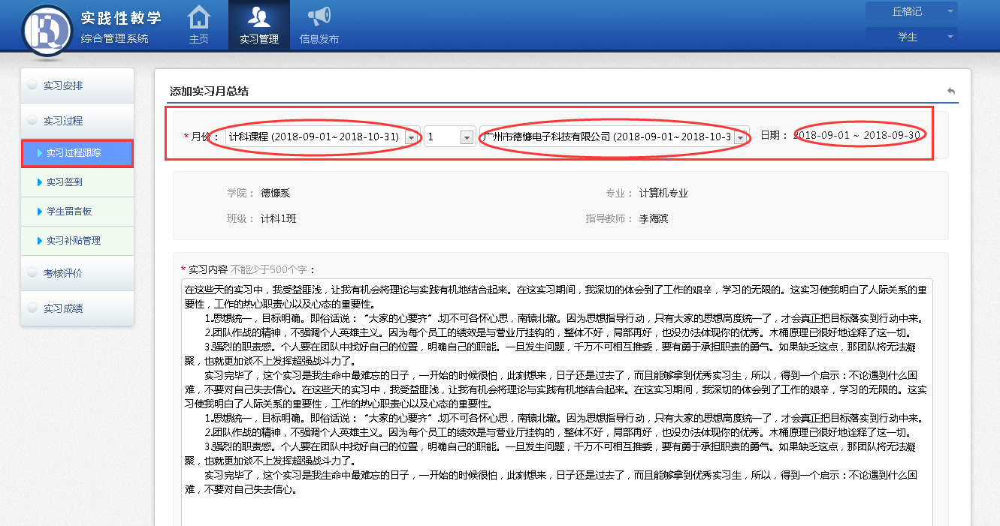 实践性教学
综合管理系统
主页
实习管理
信息发布
丘格记
学生
实习安排
实习过程
实习过程跟踪
实习签到
学生留言板
实习补贴管理
考核评价
实习成绩
添加实习月总结
* 月份： 计科课程 (2018-09-01~2018-10-31) 1 广州市德慷电子科技有限公司 (2018-09-01~2018-10-3 日期： 2018-09-01 ~ 2018-09-30
学院： 德慷系 专业： 计算机专业
班级： 计科1班 指导教师： 李海滨
* 实习内容 不能少于500个字：
在这些天的实习中，我受益匪浅，让我有机会将理论与实践有机地结合起来。在这实习期间，我深切的体会到了工作的艰辛，学习的无限的。这实习使我明白了人际关系的重
要性，工作的热心职责心以及心态的重要性。
1.思想统一，目标明确。即俗话说：“大家的心要齐”.切不可各怀心思，南辕北辙。因为思想指导行动，只有大家的思想高度统一了，才会真正把目标落实到行动中来。
2.团队作战的精神，不强调个人英雄主义。因为每个员工的绩效是与营业厅挂钩的，整体不好，局部再好，也没办法体现你的优秀。木桶原理已很好地诠释了这一切。
3.强烈的职责感。个人要在团队中找好自己的位置，明确自己的职能。一旦发生问题，千万不可相互推委，要有勇于承担职责的勇气。如果缺乏这点，那团队将无法凝
聚，也就更加谈不上发挥超强战斗力了。
实习完毕了，这个实习是我生命中最难忘的日子，一开始的时候很怕，此刻想来，日子还是过去了，而且能够拿到优秀实习生，所以，得到一个启示：不论遇到什么困
难，不要对自己失去信心。在这些天的实习中，我受益匪浅，让我有机会将理论与实践有机地结合起来。在这实习期间，我深切的体会到了工作的艰辛，学习的无限的。这实
习使我明白了人际关系的重要性，工作的热心职责心以及心态的重要性。
1.思想统一，目标明确。即俗话说：“大家的心要齐”.切不可各怀心思，南辕北辙。因为思想指导行动，只有大家的思想高度统一了，才会真正把目标落实到行动中来。
2.团队作战的精神，不强调个人英雄主义。因为每个员工的绩效是与营业厅挂钩的，整体不好，局部再好，也没办法体现你的优秀。木桶原理已很好地诠释了这一切。
3.强烈的职责感。个人要在团队中找好自己的位置，明确自己的职能。一旦发生问题，千万不可相互推委，要有勇于承担职责的勇气。如果缺乏这点，那团队将无法凝
聚，也就更加谈不上发挥超强战斗力了。
实习完毕了，这个实习是我生命中最难忘的日子，一开始的时候很怕，此刻想来，日子还是过去了，而且能够拿到优秀实习生，所以，得到一个启示：不论遇到什么困
难，不要对自己失去信心。